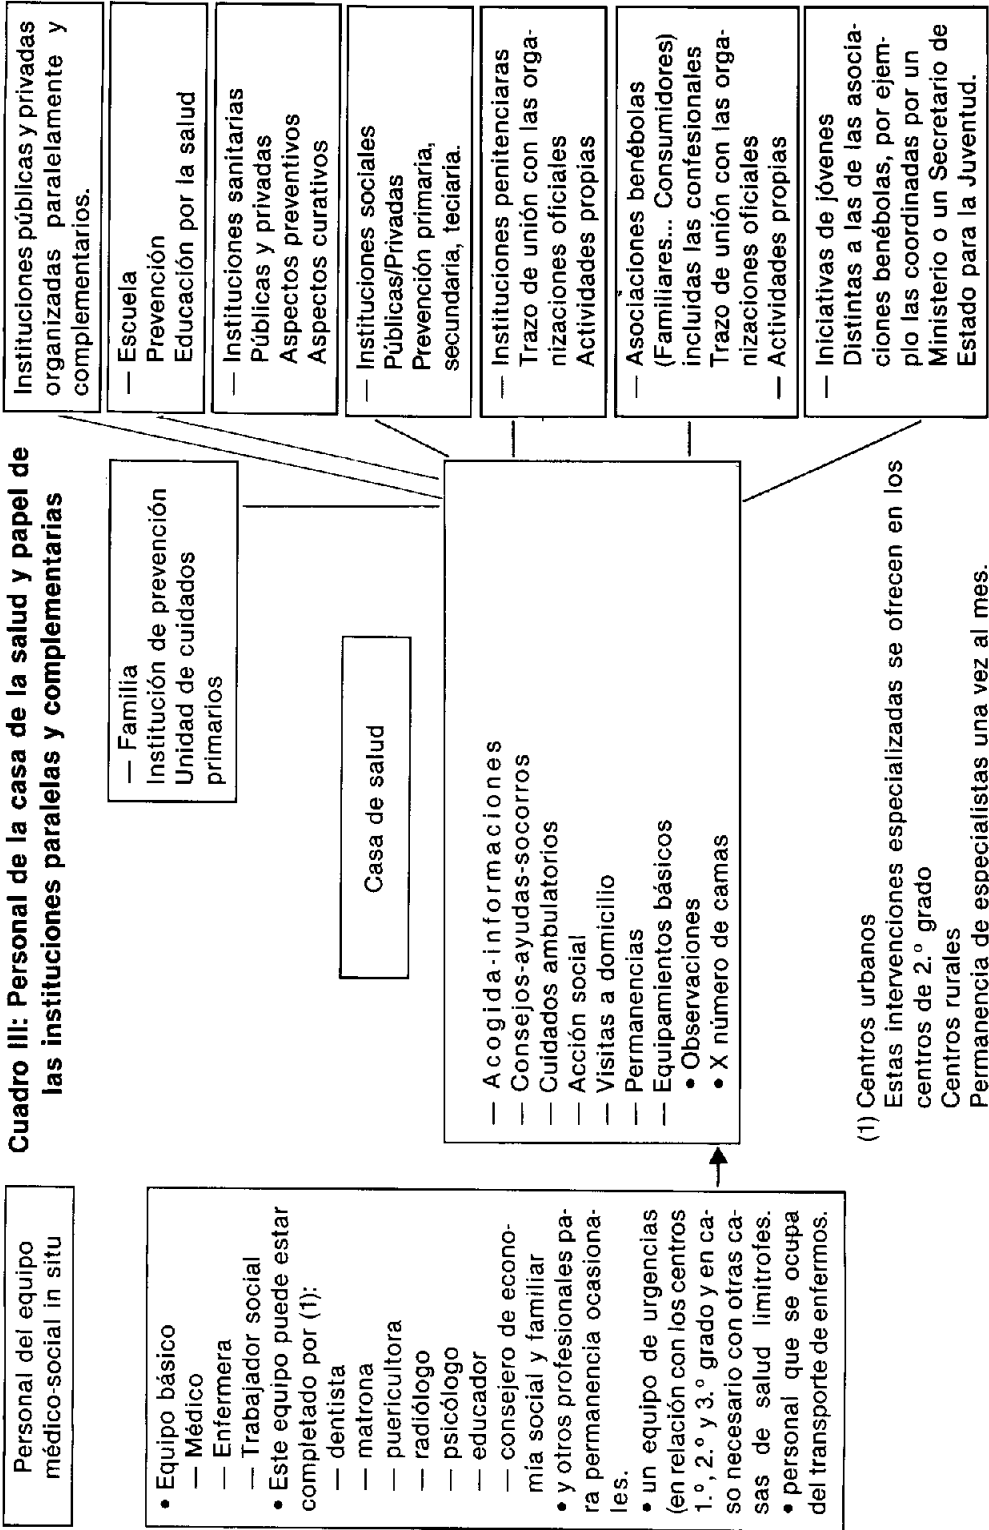 Cuadro III: Personal de la casa de la salud y papel de
las instituciones paralelas y complementarias
Personal del equipo
médico-social in situ
• Equipo básico
— Médico
— Enfermera
— Trabajador social
• Este equipo puede estar
completado por (1):
— dentista
— matrona
— puericultora
— radiólogo
— psicólogo
— educador
— consejero de econo-
mía social y familiar
• y otros profesionales pa-
ra permanencia ocasiona-
les.
• un equipo de urgencias
(en relación con los centros
1.º, 2.º y 3.º grado y en ca-
so necesario con otras ca-
sas de salud limitrofes.
• personal que se ocupa
del transporte de enfermos.
— Familia
Institución de prevención
Unidad de cuidados
primarios
Casa de salud
— Acogida-informaciones
— Consejos-ayudas-socorros
— Cuidados ambulatorios
— Acción social
— Visitas a domicilio
— Permanencias
— Equipamientos básicos
• Observaciones
• X número de camas
Instituciones públicas y privadas
organizadas paralelamente y
complementarios.
— Escuela
Prevención
Educación por la salud
— Instituciones sanitarias
Públicas y privadas
Aspectos preventivos
Aspectos curativos
— Instituciones sociales
Públicas/Privadas
Prevención primaria,
secundaria, teciaria.
— Instituciones penitenciaras
Trazo de unión con las orga-
nizaciones oficiales
Actividades propias
— Asociaciones benébolas
(Familiares... Consumidores)
incluidas las confesionales
Trazo de unión con las orga-
nizaciones oficiales
— Actividades propias
— Iniciativas de jóvenes
Distintas a las de las asocia-
ciones benébolas, por ejem-
plo las coordinadas por un
Ministerio o un Secretario de
Estado para la Juventud.
(1) Centros urbanos
Estas intervenciones especializadas se ofrecen en los
centros de 2.º grado
Centros rurales
Permanencia de especialistas una vez al mes.